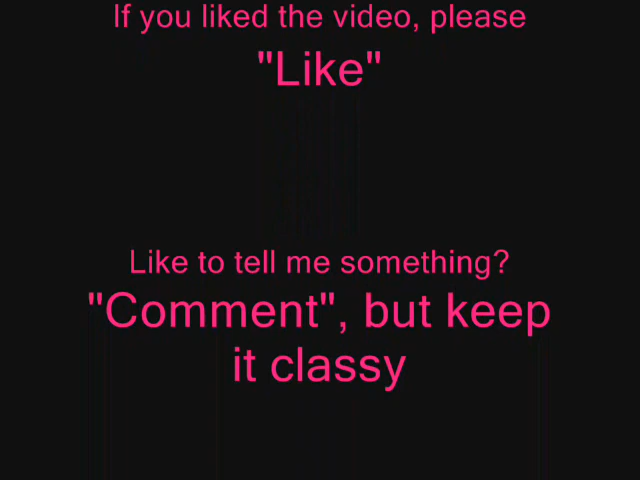 If you liked the video, please
"Like"
Like to tell me something?
"Comment", but keep
it classy